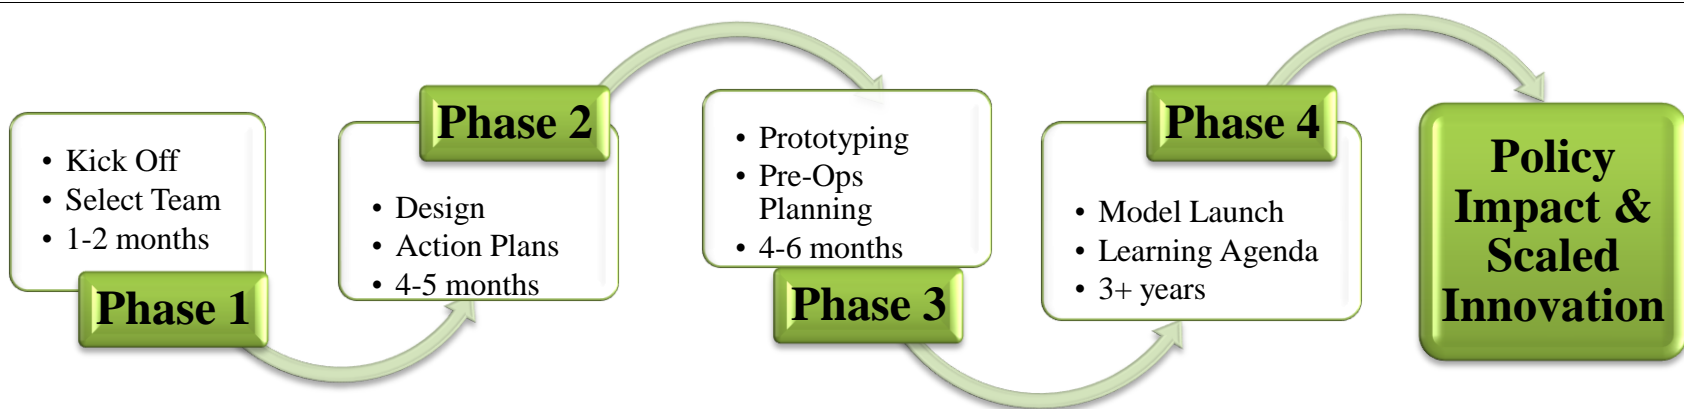 • Kick Off
• Select Team
• 1-2 months
Phase 1
Phase 2
• Design
• Action Plans
• 4-5 months
• Prototyping
• Pre-Ops
Planning
• 4-6 months
Phase 3
Phase 4
• Model Launch
• Learning Agenda
• 3+ years
Policy
Impact &
Scaled
Innovation